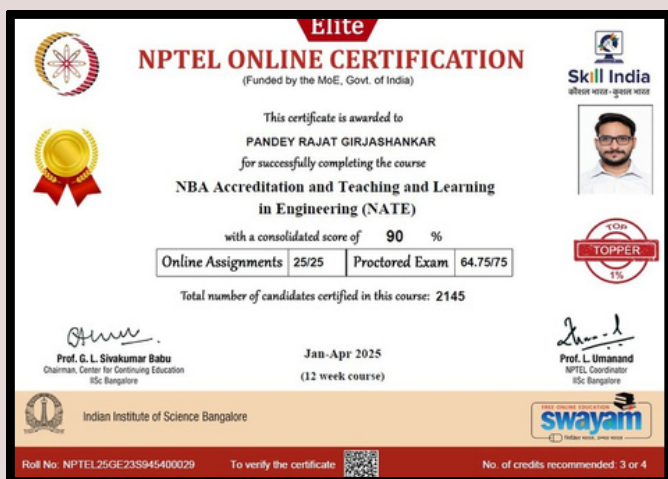 Elite
NPTEL ONLINE CERTIFICATION
(Funded by the MoE, Govt. of India)
Skill India
कौशल भारत - कुशल भारत
This certificate is awarded to
PANDEY RAJAT GIRJASHANKAR
for successfully completing the course
NBA Accreditation and Teaching and Learning
in Engineering (NATE)
with a consolidated score of 90 %
Online Assignments 25/25 Proctored Exam 64.75/75
TOP
TOPPER
1%
Total number of candidates certified in this course: 2145
Prof. G. L. Sivakumar Babu
Chairman, Center for Continuing Education
IISc Bangalore
Jan-Apr 2025
(12 week course)
Prof. L. Umanand
NPTEL Coordinator
IISc Bangalore
Indian Institute of Science Bangalore
FREE ONLINE EDUCATION
swayam
शिक्षित भारत, उन्नत भारत
Roll No: NPTEL25GE23S945400029 To verify the certificate No. of credits recommended: 3 or 4